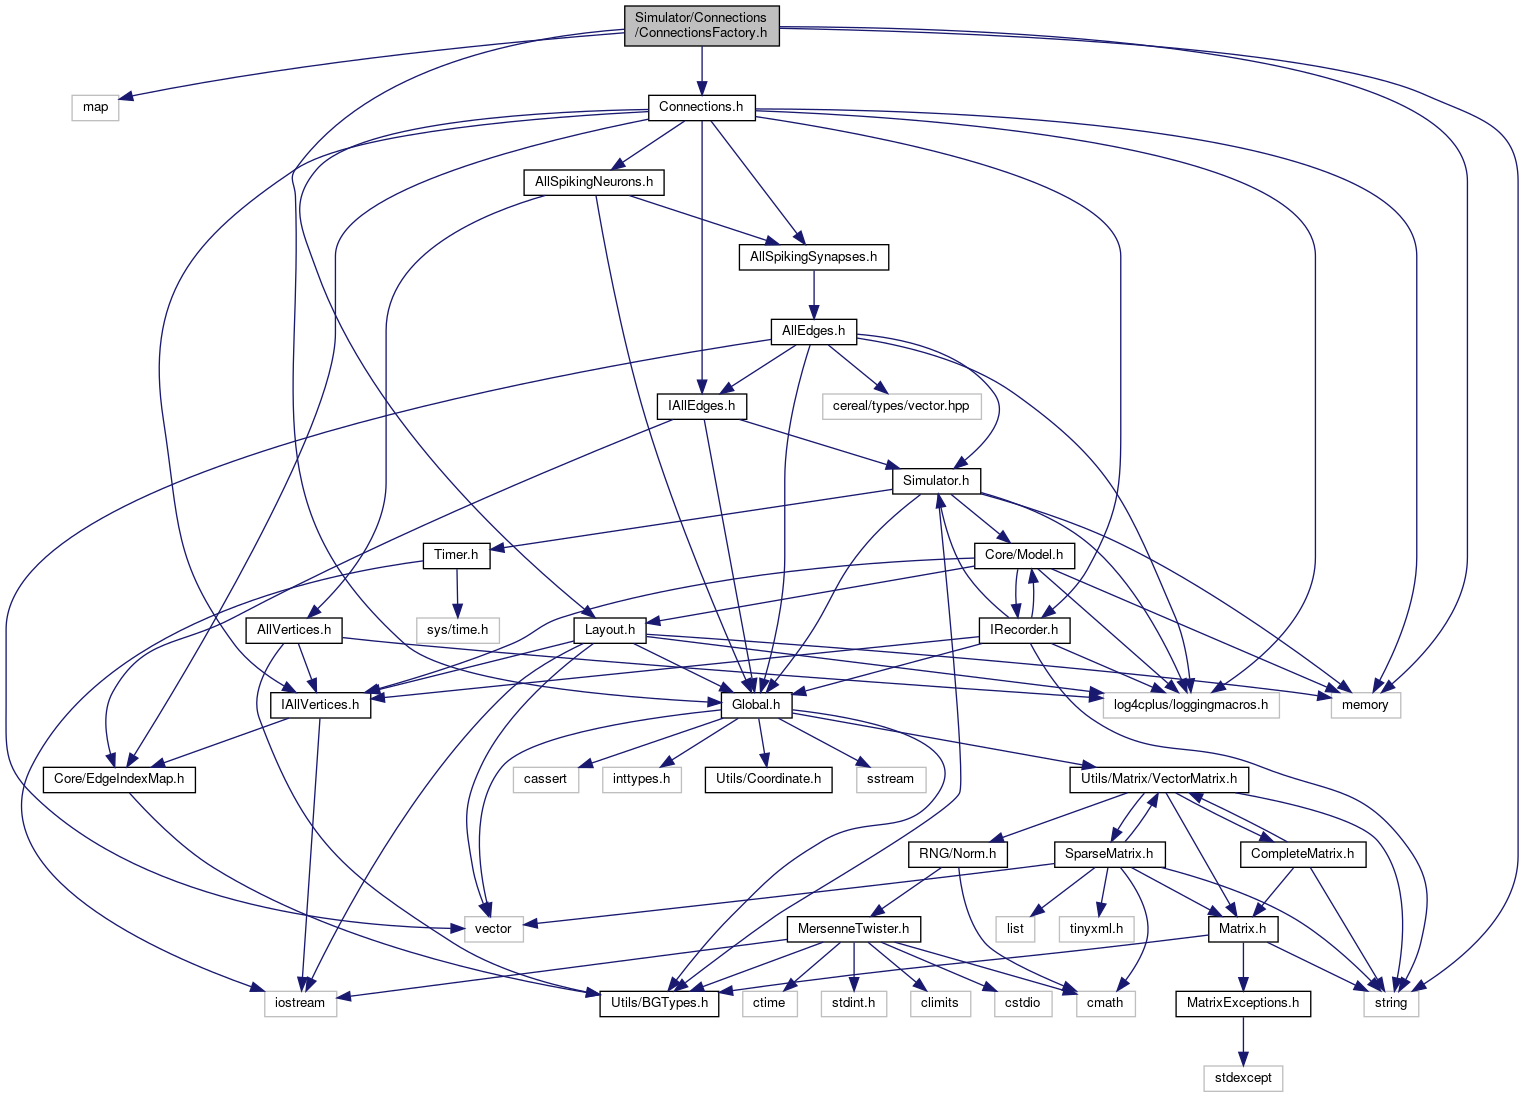 Simulator/Connections
/ConnectionsFactory.h
map
Connections.h
AllSpikingNeurons.h
AllSpikingSynapses.h
AllEdges.h
IAllEdges.h
cereal/types/vector.hpp
Simulator.h
Timer.h
Core/Model.h
AllVertices.h
sys/time.h
Layout.h
IRecorder.h
IAllVertices.h
Global.h
log4cplus/loggingmacros.h
memory
Core/EdgeIndexMap.h
cassert
inttypes.h
Utils/Coordinate.h
sstream
Utils/Matrix/VectorMatrix.h
RNG/Norm.h
SparseMatrix.h
CompleteMatrix.h
vector
MersenneTwister.h
list
tinyxml.h
Matrix.h
iostream
Utils/BGTypes.h
ctime
stdint.h
climits
cstdio
cmath
MatrixExceptions.h
string
stdexcept